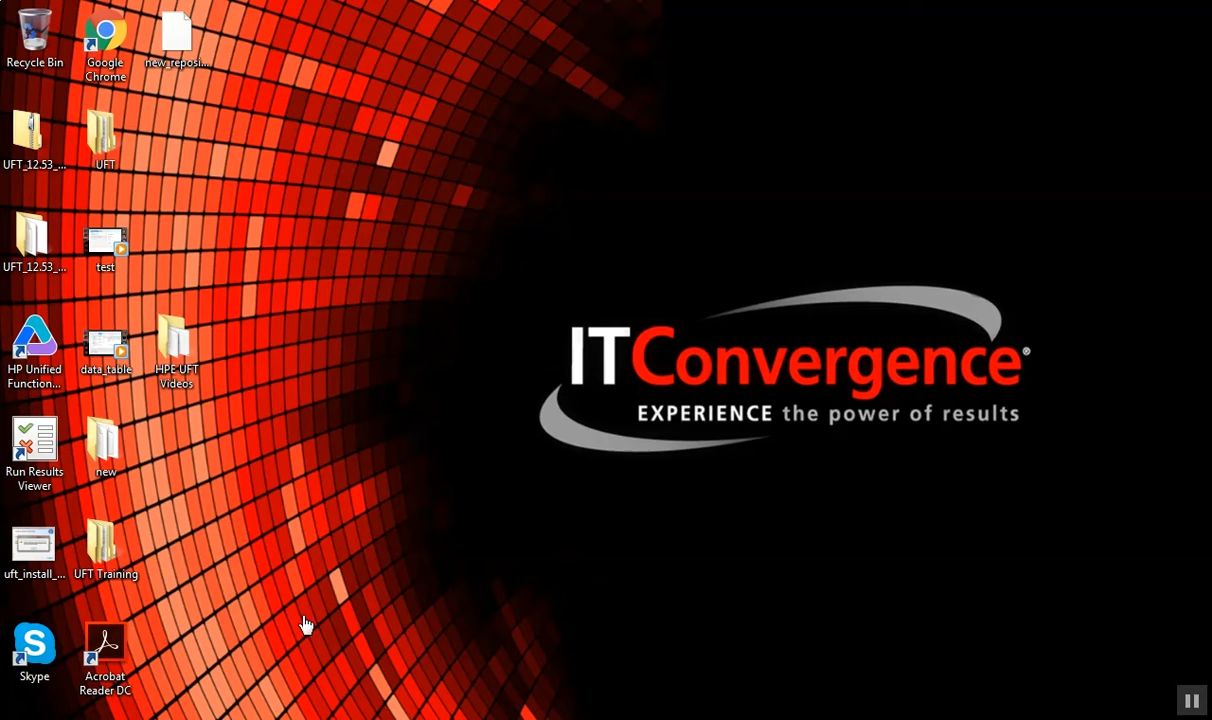 Recycle Bin
Google
Chrome
new_reposi...
UFT_12.53_...
UFT
UFT_12.53_...
test
HP Unified
Function...
data_table
HPE UFT
Videos
Run Results
Viewer
new
uft_install_...
UFT Training
Skype
Acrobat
Reader DC
ITConvergence®
EXPERIENCE the power of results